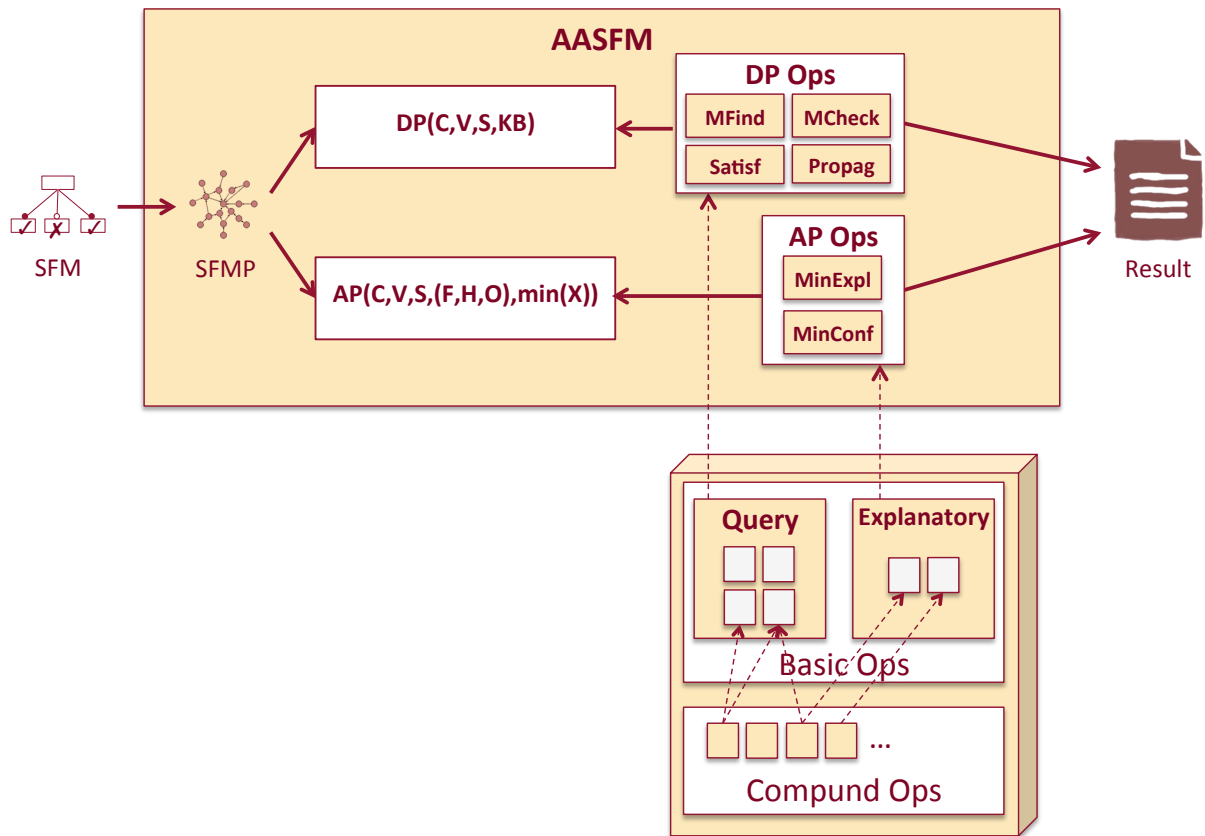 AASFM
DP Ops
MFind
MCheck
Satisf
Propag
DP(C,V,S,KB)
SFM
SFMP
AP Ops
MinExpl
MinConf
AP(C,V,S,(F,H,O),min(X))
Result
Query
Explanatory
Basic Ops
...
Compund Ops